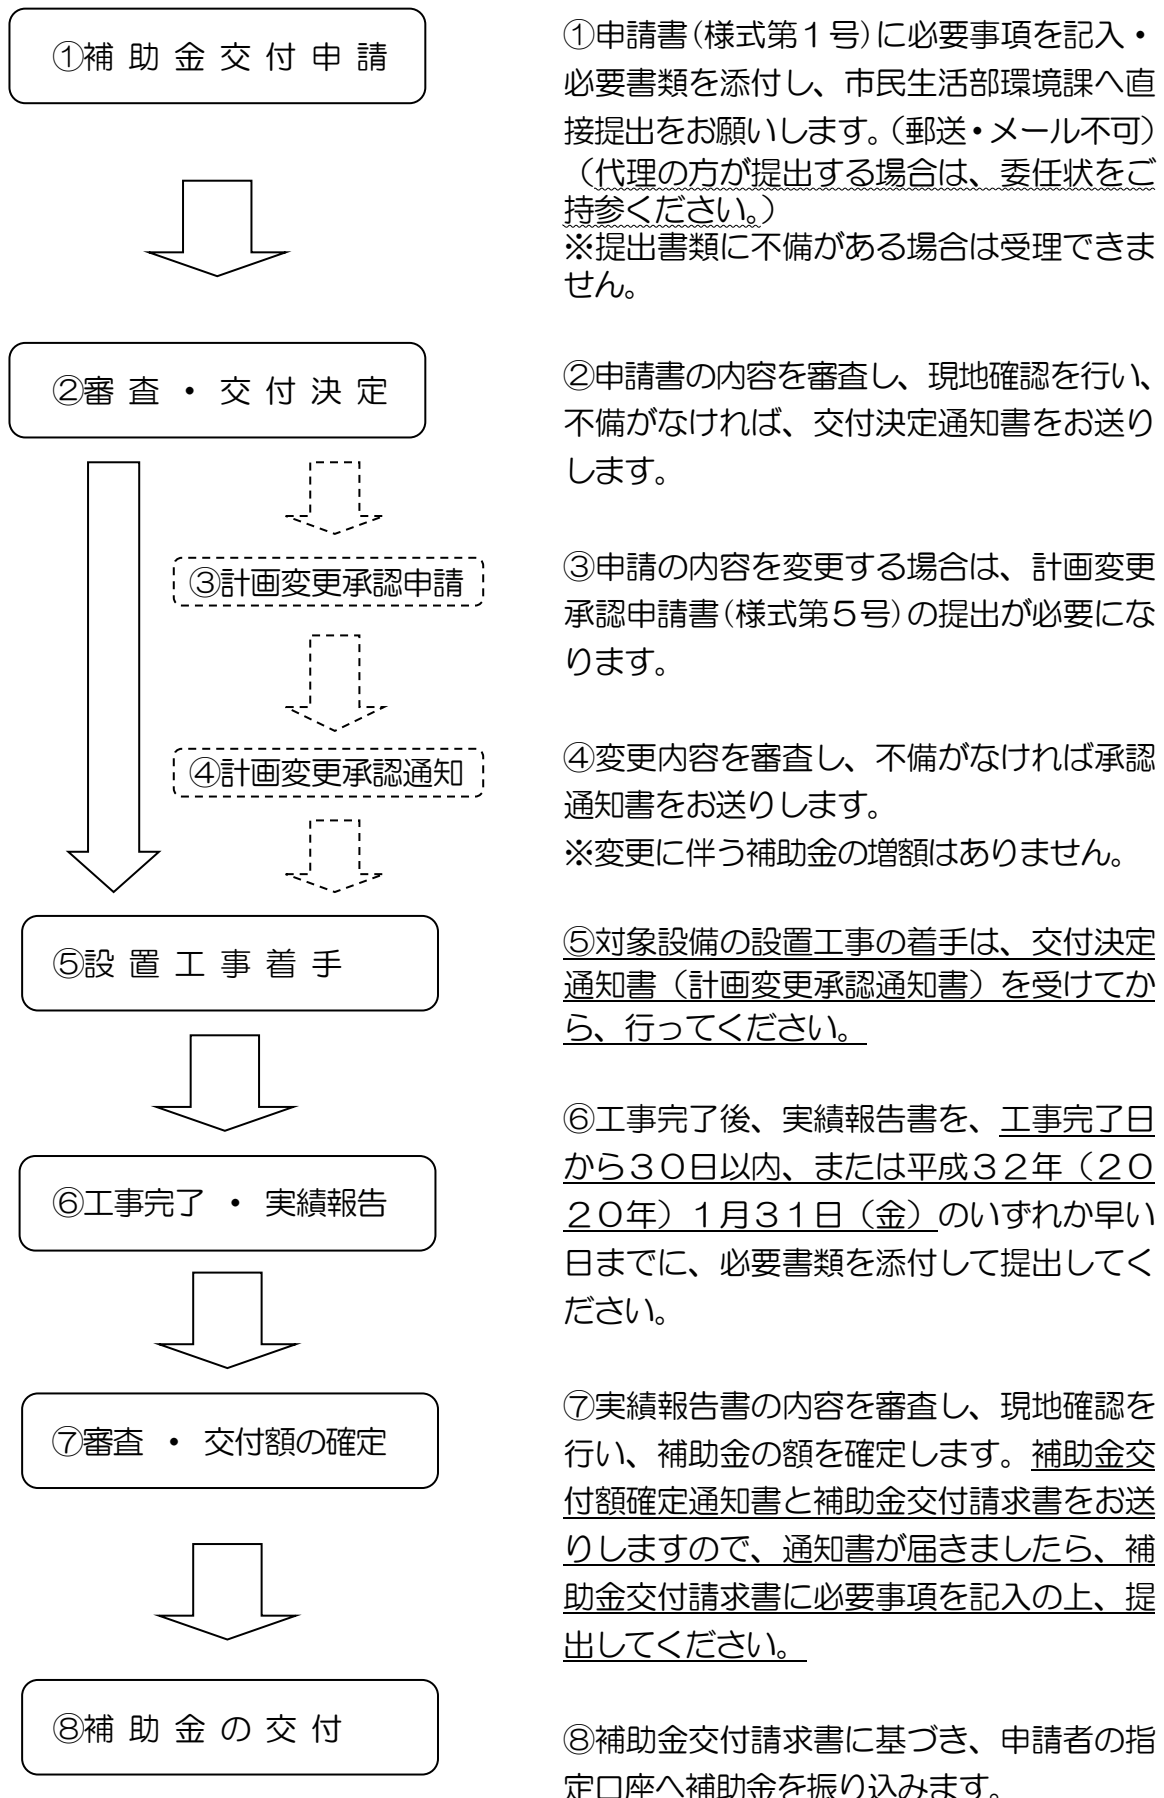 ①補助金交付申請
①申請書(様式第１号)に必要事項を記入・
必要書類を添付し、市民生活部環境課へ直
接提出をお願いします。（郵送・メール不可）
（代理の方が提出する場合は、委任状をご
持参ください。）
※提出書類に不備がある場合は受理できま
せん。
②審査・交付決定
②申請書の内容を審査し、現地確認を行い、
不備がなければ、交付決定通知書をお送り
します。
③計画変更承認申請
③申請の内容を変更する場合は、計画変更
承認申請書(様式第５号)の提出が必要にな
ります。
④計画変更承認通知
④変更内容を審査し、不備がなければ承認
通知書をお送りします。
※変更に伴う補助金の増額はありません。
⑤設置工事着手
⑤対象設備の設置工事の着手は、交付決定
通知書（計画変更承認通知書）を受けてか
ら、行ってください。
⑥工事完了・実績報告
⑥工事完了後、実績報告書を、工事完了日
から３０日以内、または平成３２年（２０
２０年）１月３１日（金）のいずれか早い
日までに、必要書類を添付して提出してく
ださい。
⑦審査・交付額の確定
⑦実績報告書の内容を審査し、現地確認を
行い、補助金の額を確定します。補助金交
付額確定通知書と補助金交付請求書をお送
りしますので、通知書が届きましたら、補
助金交付請求書に必要事項を記入の上、提
出してください。
⑧補助金の交付
⑧補助金交付請求書に基づき、申請者の指
定口座へ補助金を振り込みます。